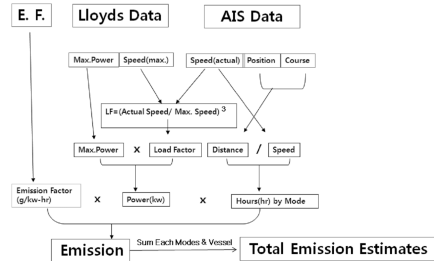 E. F. Lloyds Data AIS Data
Max.Power Speed(max.) Speed(actual) Position Course
LF=(Actual Speed/ Max. Speed) 3
Max.Power x Load Factor Distance / Speed
Emission Factor
(g/kw-hr) x Power(kw) x Hours(hr) by Mode
Emission Sum Each Modes & Vessel Total Emission Estimates